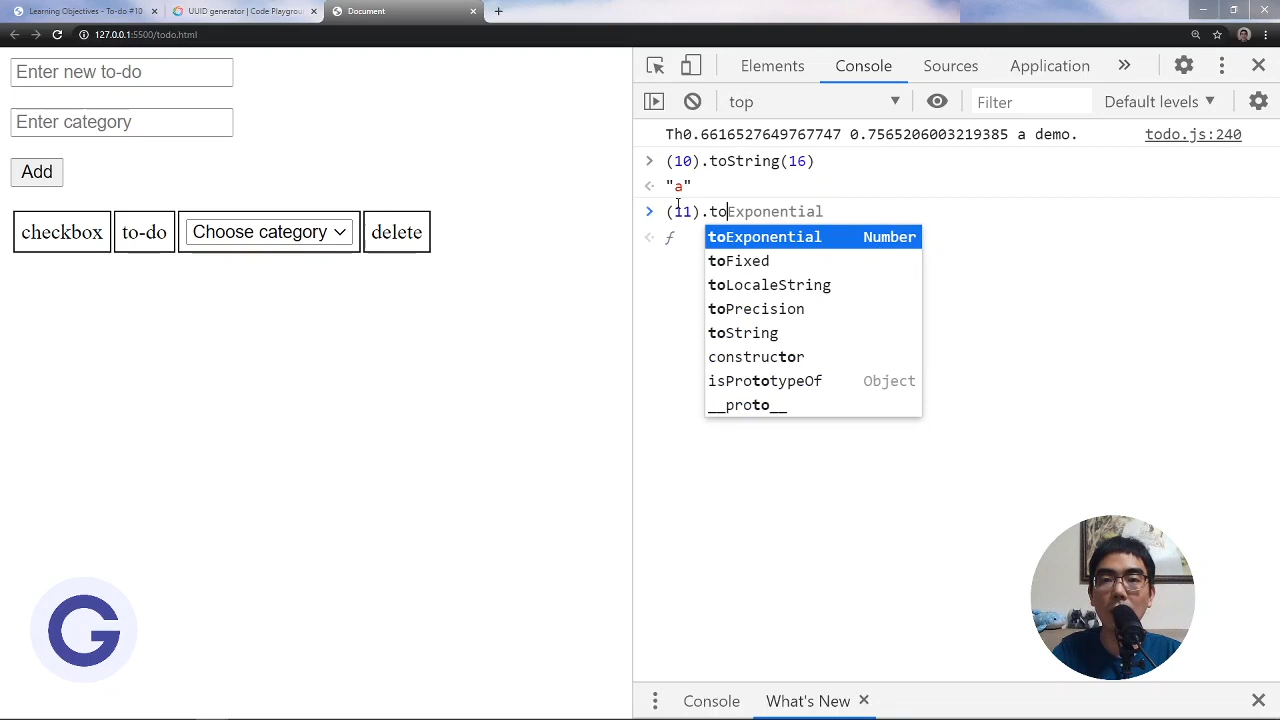 Learning Objectives - To-do #10
UUID generator | Code Playgroun
Document
127.0.0.1:5500/todo.html
Enter new to-do
Enter category
Add
checkbox to-do Choose category delete
Elements Console Sources Application
top Filter Default levels
Th0.6616527649767747 0.7565206003219385 a demo. todo.js:240
(10).toString(16)
"a"
(11).toExponential
f
toExponential Number
toFixed
toLocaleString
toPrecision
toString
constructor
isPrototypeOf Object
__proto__
G
Console What's New